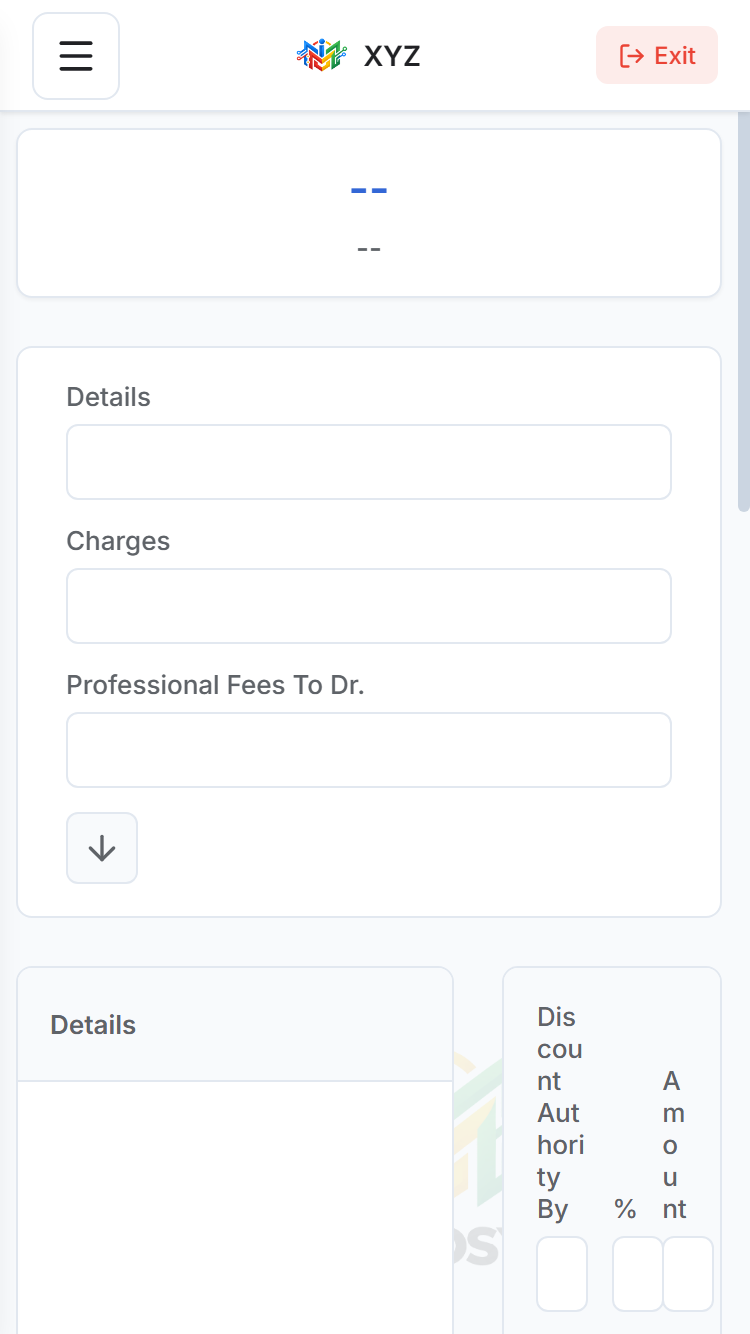 XYZ
Exit
--
--
Details
Charges
Professional Fees To Dr.
Details
Dis
cou
nt
Aut
hori
ty
By
%
A
m
o
u
nt